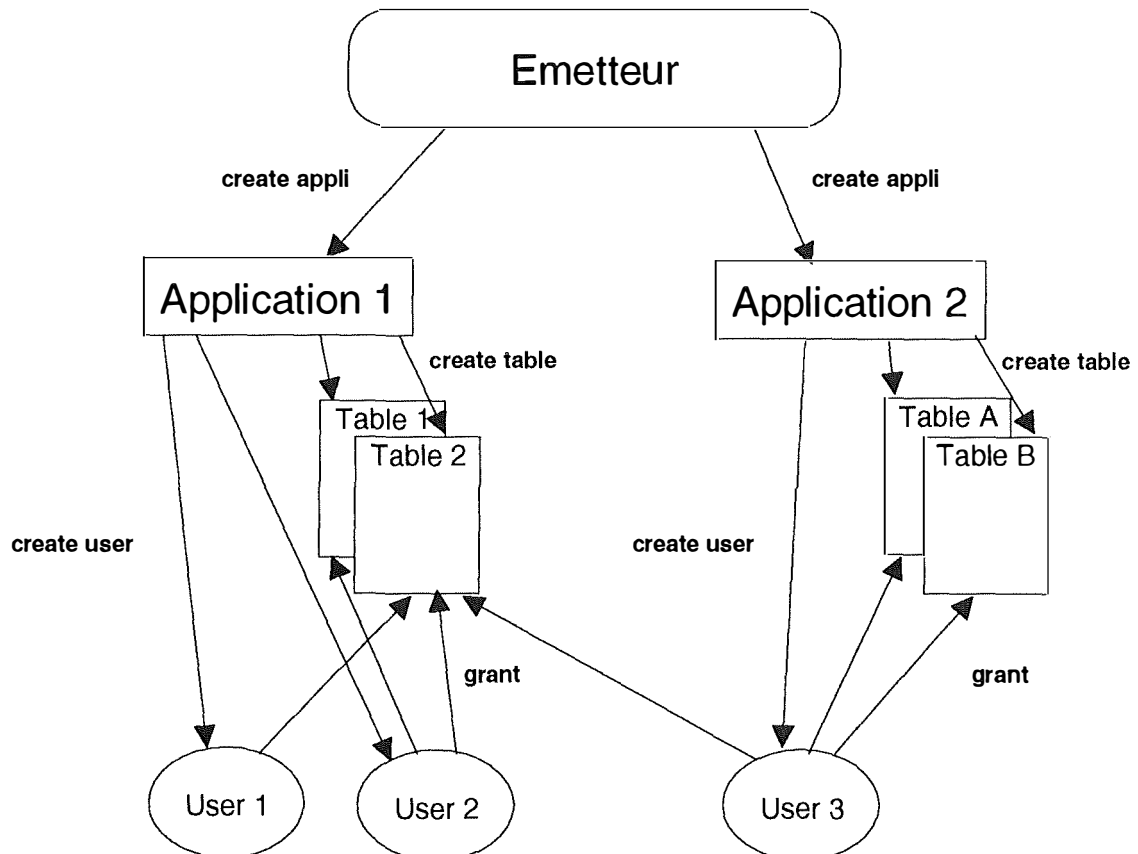 Emetteur
create appli
create appli
Application 1
Application 2
create table
create table
Table 1
Table A
Table 2
Table B
create user
create user
grant
grant
User 1
User 2
User 3